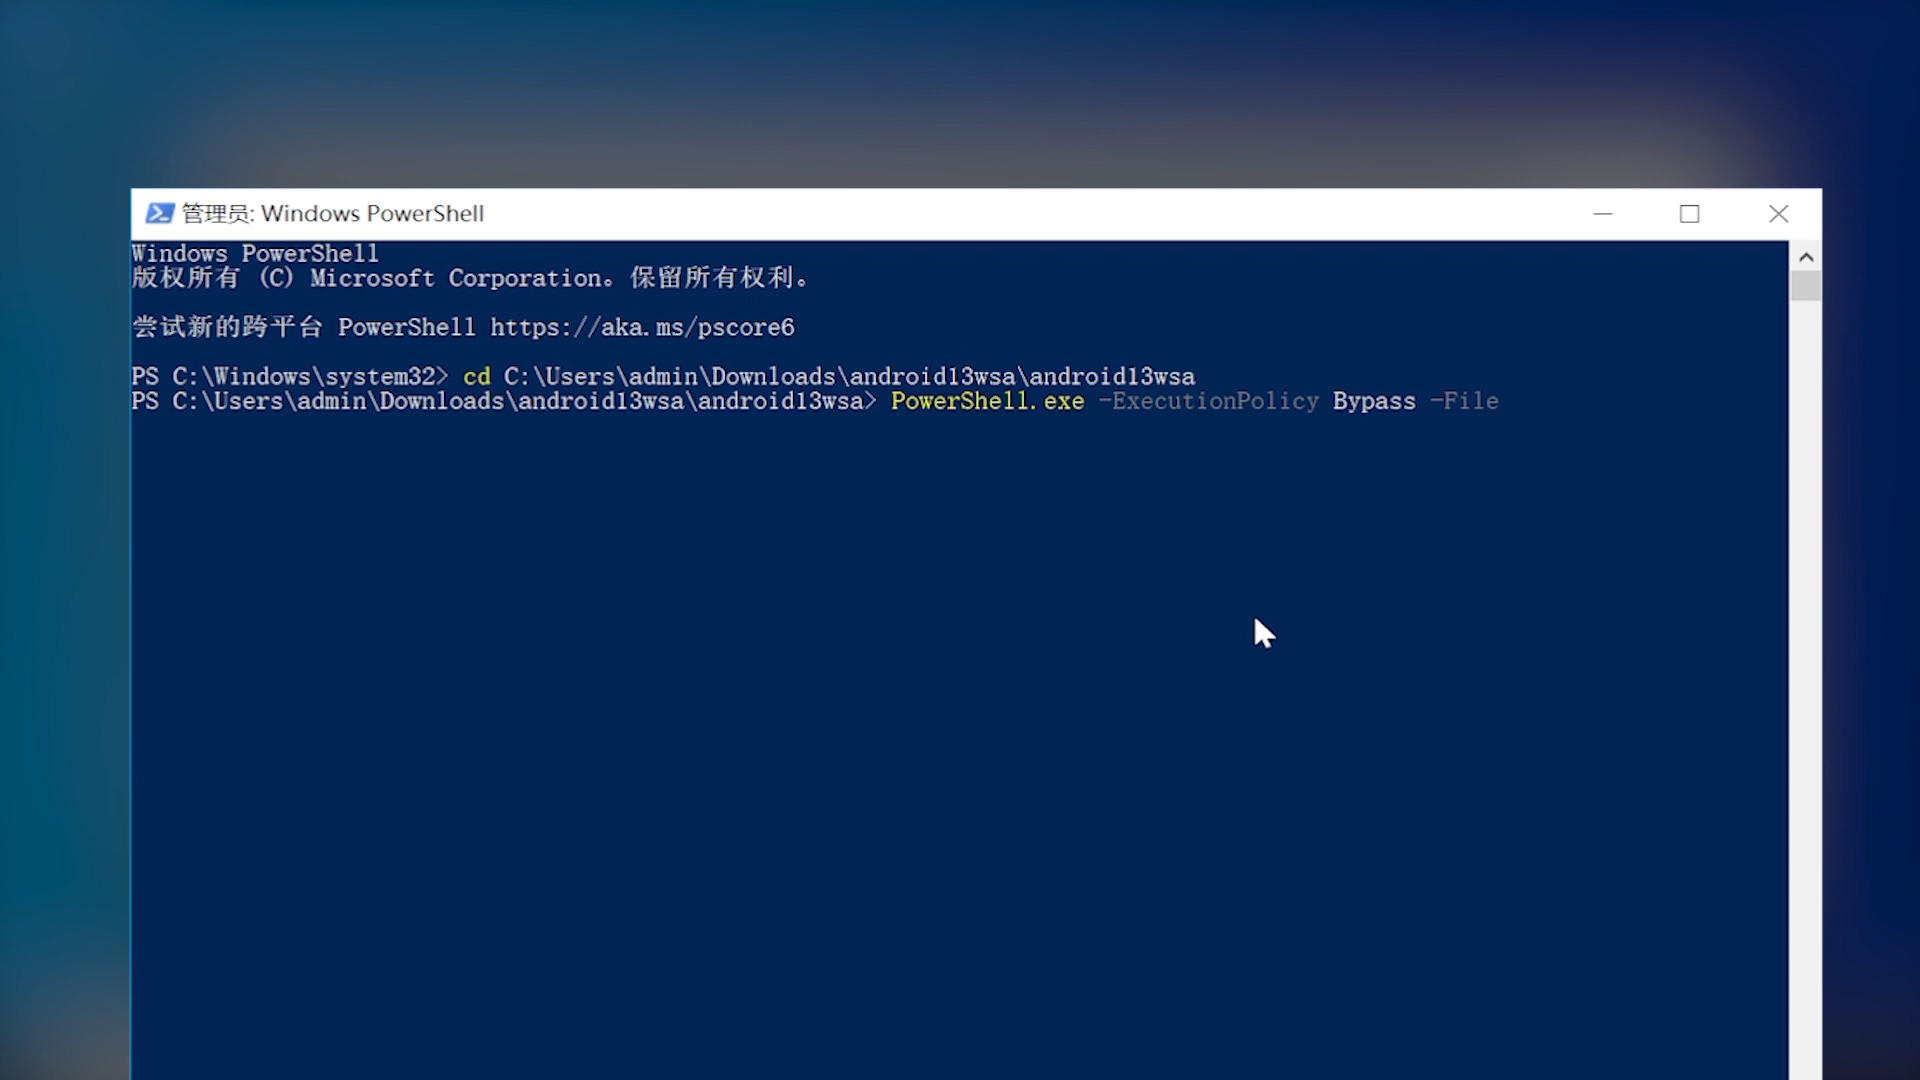 管理员: Windows PowerShell
Windows PowerShell
版权所有 (C) Microsoft Corporation。保留所有权利。
尝试新的跨平台 PowerShell https://aka.ms/pscore6
PS C:\Windows\system32> cd C:\Users\admin\Downloads\android13wsa\android13wsa
PS C:\Users\admin\Downloads\android13wsa\android13wsa> PowerShell.exe -ExecutionPolicy Bypass -File